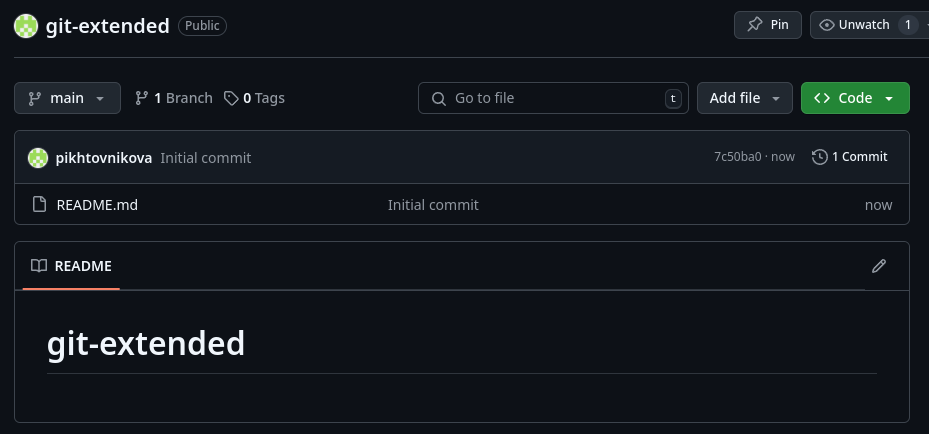 git-extended Public Pin Unwatch 1
main 1 Branch 0 Tags Go to file t Add file Code
pikhtovnikova Initial commit 7c50ba0 · now 1 Commit
README.md Initial commit now
README
git-extended